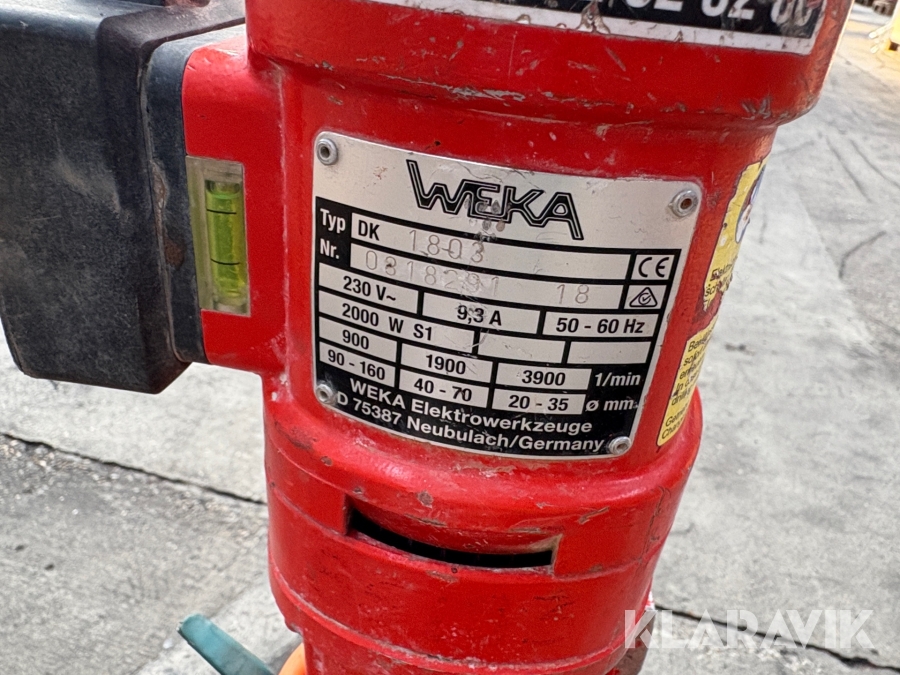 WEKA
Typ DK 1803
Nr. 0818291 18
230 V~ 9,3 A 50 - 60 Hz
2000 W S1
900 1900 3900 1/min
90 - 160 40 - 70 20 - 35 ø mm
WEKA Elektrowerkzeuge
D 75387 Neubulach/Germany
KLARAVIK